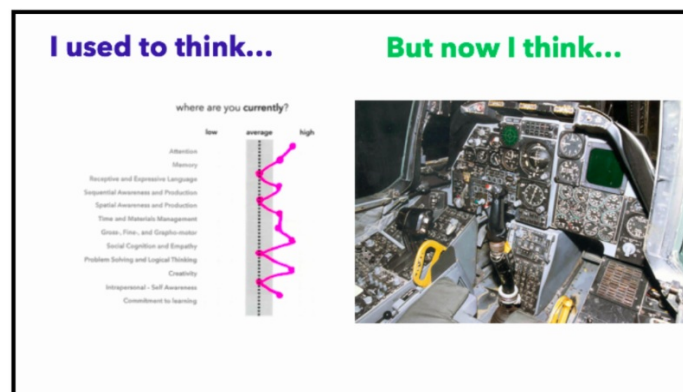 I used to think...
But now I think...
where are you currently?
low average high
Attention
Memory
Receptive and Expressive Language
Sequential Awareness and Production
Spatial Awareness and Production
Time and Materials Management
Gross-, Fine-, and Grapho-motor
Social Cognition and Empathy
Problem Solving and Logical Thinking
Creativity
Intrapersonal - Self Awareness
Commitment to learning